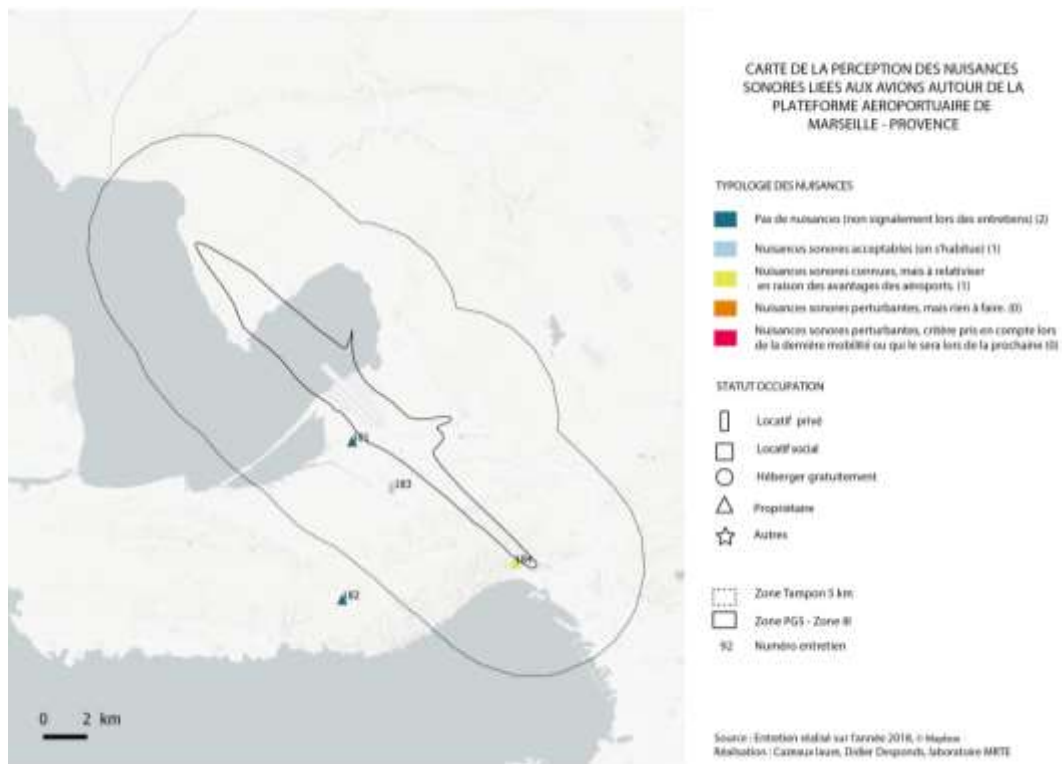 CARTE DE LA PERCEPTION DES NUISANCES
SONORES LIEES AUX AVIONS AUTOUR DE LA
PLATEFORME AEROPORTUAIRE DE
MARSEILLE - PROVENCE
TYPOLOGIE DES NUISANCES
Pas de nuisances (non signalement lors des entretiens) (2)
Nuisances sonores acceptables (on s'habitue) (1)
Nuisances sonores connues, mais à relativiser
en raison des avantages des aéroports. (1)
Nuisances sonores perturbantes, mais rien à faire. (0)
Nuisances sonores perturbantes, critère pris en compte lors
de la dernière mobilité ou qui le sera lors de la prochaine (0)
STATUT OCCUPATION
Locatif privé
Locatif social
Héberger gratuitement
Propriétaire
Autres
Zone Tampon 5 km
Zone PGS - Zone III
92 Numéro entretien
183
0 2 km
Source : Entretien réalisé sur l'année 2018, © Mapbox
Réalisation : Cazeaux laure, Didier Desponds, laboratoire MRTE